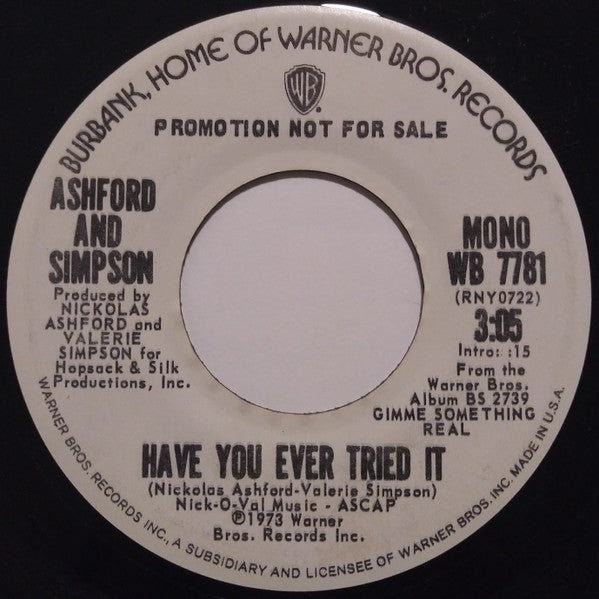 BURBANK, HOME OF WARNER BROS. RECORDS
WB
PROMOTION NOT FOR SALE
ASHFORD
AND
SIMPSON
Produced by
NICKOLAS
ASHFORD and
VALERIE
SIMPSON for
Hopsack & Silk
Productions, Inc.
MONO
WB 7781
(RNY0722)
3:05
Intro: :15
From the
Warner Bros.
Album BS 2739
GIMME SOMETHING
REAL
HAVE YOU EVER TRIED IT
(Nickolas Ashford-Valerie Simpson)
Nick-O-Val Music - ASCAP
℗1973 Warner
Bros. Records Inc.
WARNER BROS. RECORDS INC., A SUBSIDIARY AND LICENSEE OF WARNER BROS. INC. MADE IN U.S.A.